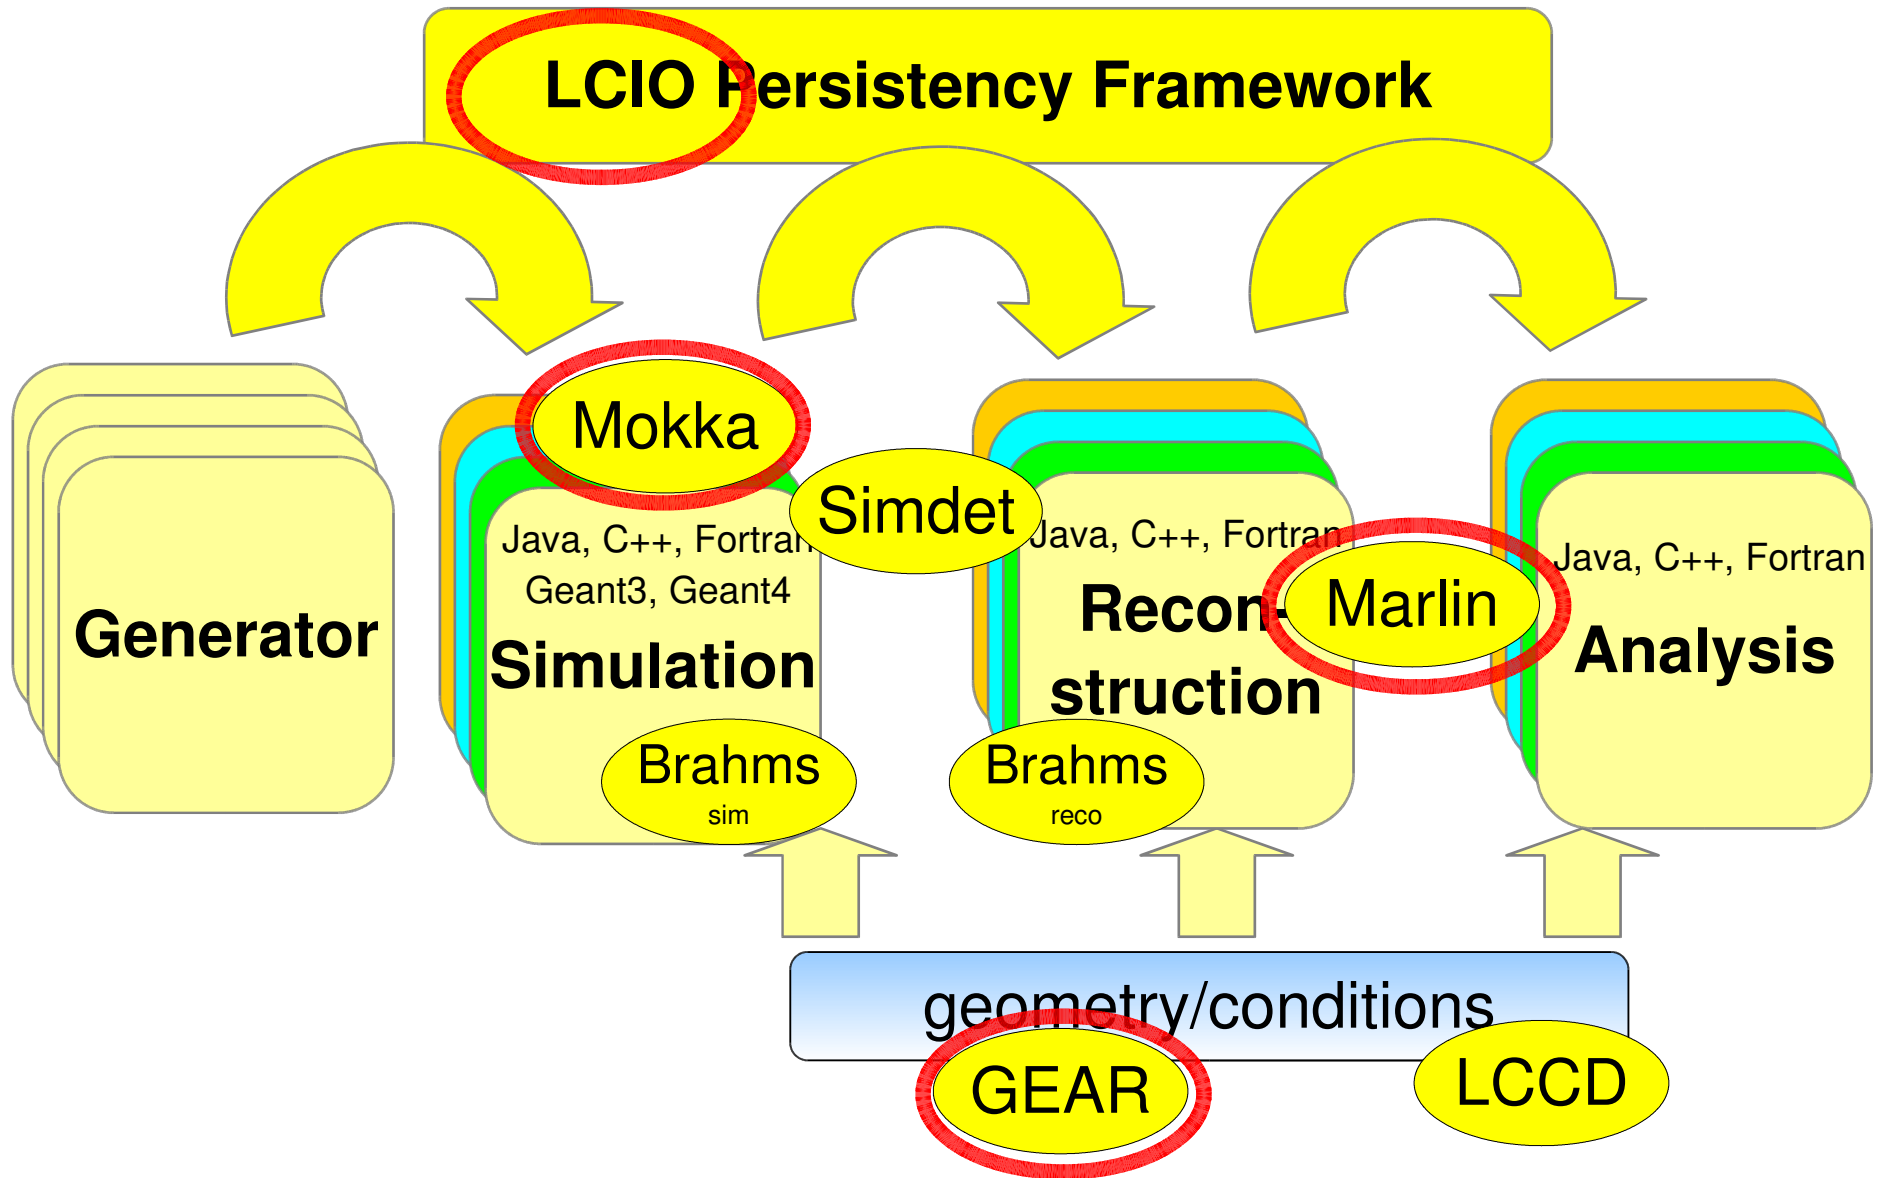 LCIO Persistency Framework
Mokka
Simdet
Java, C++, Fortran
Geant3, Geant4
Simulation
Brahms
sim
Generator
Java, C++, Fortran
Recon-
struction
Brahms
reco
Marlin
Java, C++, Fortran
Analysis
geometry/conditions
GEAR
LCCD